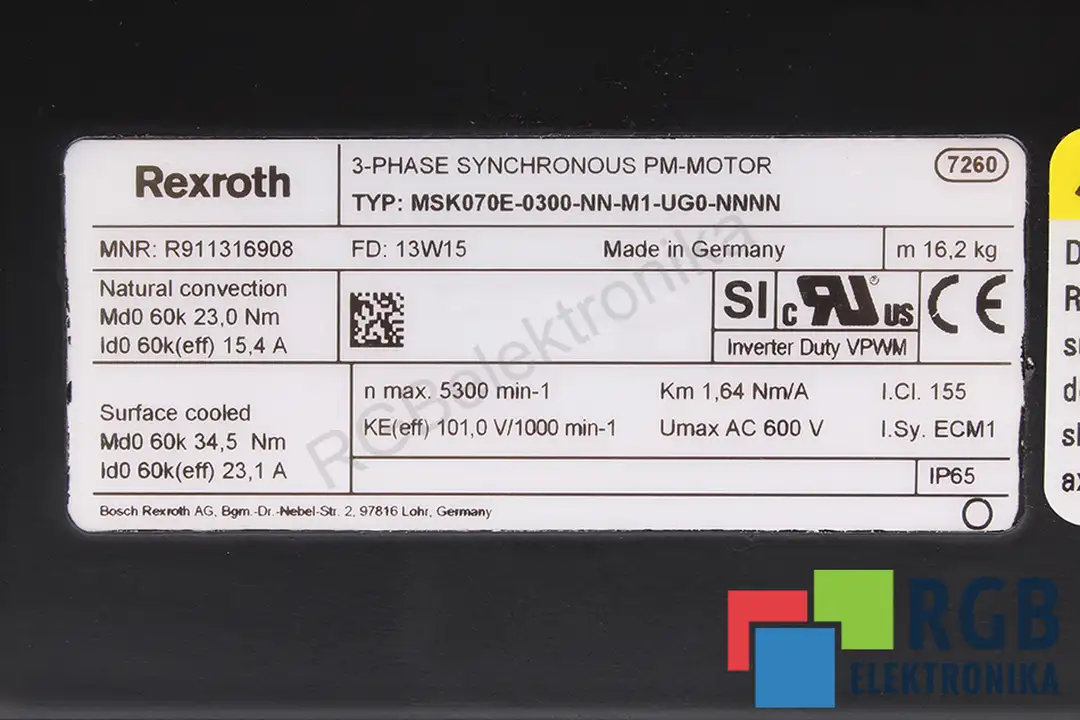 Rexroth
3-PHASE SYNCHRONOUS PM-MOTOR
7260
TYP: MSK070E-0300-NN-M1-UG0-NNNN
MNR: R911316908
FD: 13W15
Made in Germany
m 16,2 kg
Natural convection
Md0 60k 23,0 Nm
Id0 60k(eff) 15,4 A
SI
c RU ® US
CE
Inverter Duty VPWM
Surface cooled
Md0 60k 34,5 Nm
Id0 60k(eff) 23,1 A
n max. 5300 min-1
Km 1,64 Nm/A
I.Cl. 155
KE(eff) 101,0 V/1000 min-1
Umax AC 600 V
I.Sy. ECM1
IP65
Bosch Rexroth AG, Bgm.-Dr.-Nebel-Str. 2, 97816 Lohr, Germany
RGBolektronika
RGB
ELEKTRONIKA